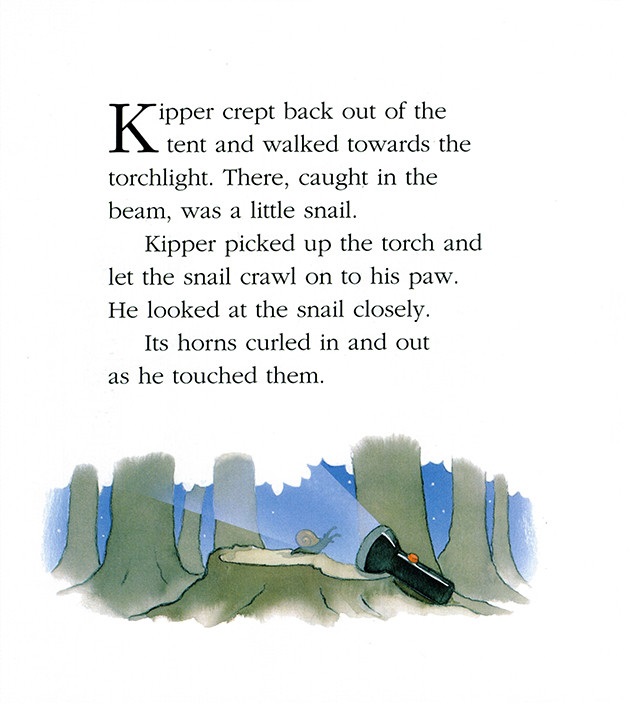 Kipper crept back out of the
tent and walked towards the
torchlight. There, caught in the
beam, was a little snail.
Kipper picked up the torch and
let the snail crawl on to his paw.
He looked at the snail closely.
Its horns curled in and out
as he touched them.